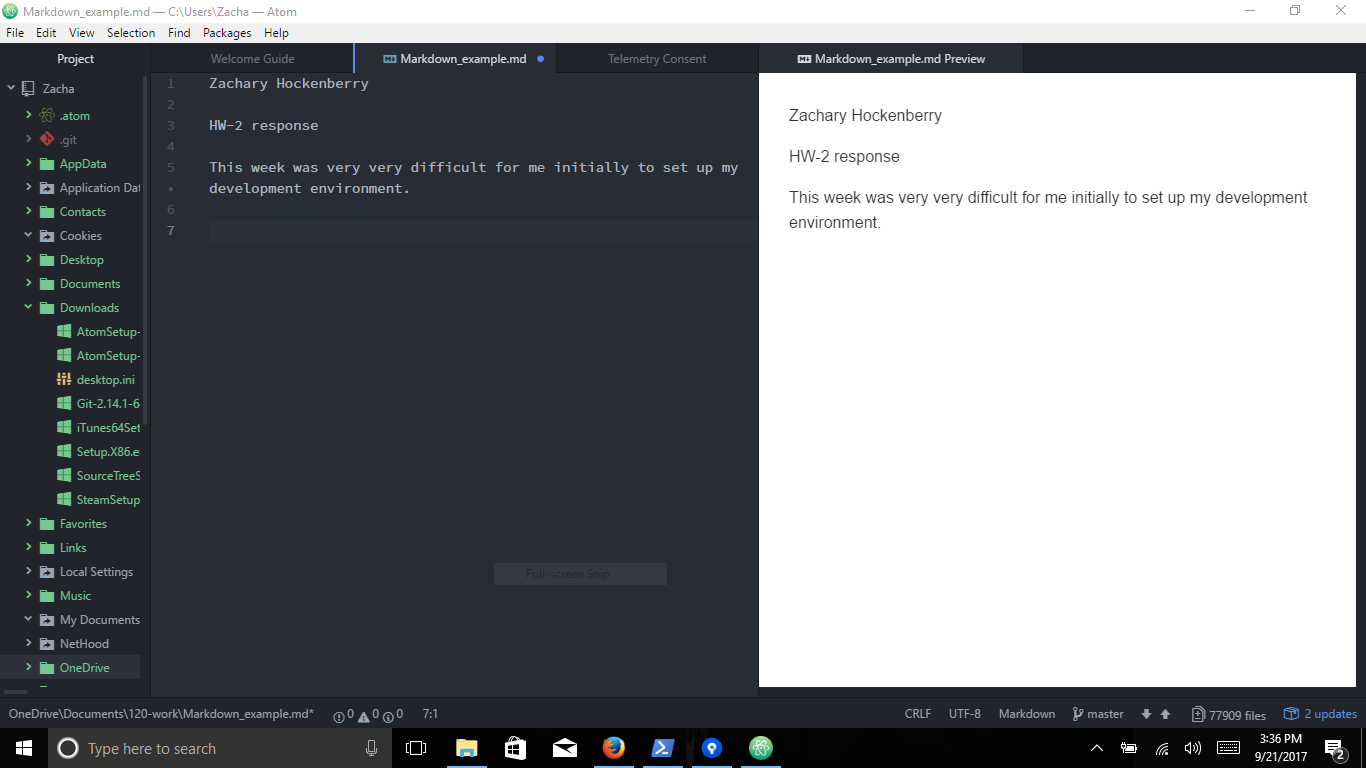 Markdown_example.md — C:\Users\Zacha — Atom
File Edit View Selection Find Packages Help
Project
Welcome Guide
Markdown_example.md
Telemetry Consent
Markdown_example.md Preview
Zacha
.atom
.git
AppData
Application Dat
Contacts
Cookies
Desktop
Documents
Downloads
AtomSetup-
AtomSetup-
desktop.ini
Git-2.14.1-6
iTunes64Set
Setup.X86.e
SourceTreeS
SteamSetup
Favorites
Links
Local Settings
Music
My Documents
NetHood
OneDrive
1 Zachary Hockenberry
2
3 HW-2 response
4
5 This week was very very difficult for me initially to set up my
• development environment.
6
7
Full-screen Snip
Zachary Hockenberry
HW-2 response
This week was very very difficult for me initially to set up my development
environment.
OneDrive\Documents\120-work\Markdown_example.md* 0 0 0 7:1 CRLF UTF-8 Markdown master 77909 files 2 updates
Type here to search
3:36 PM
9/21/2017
2